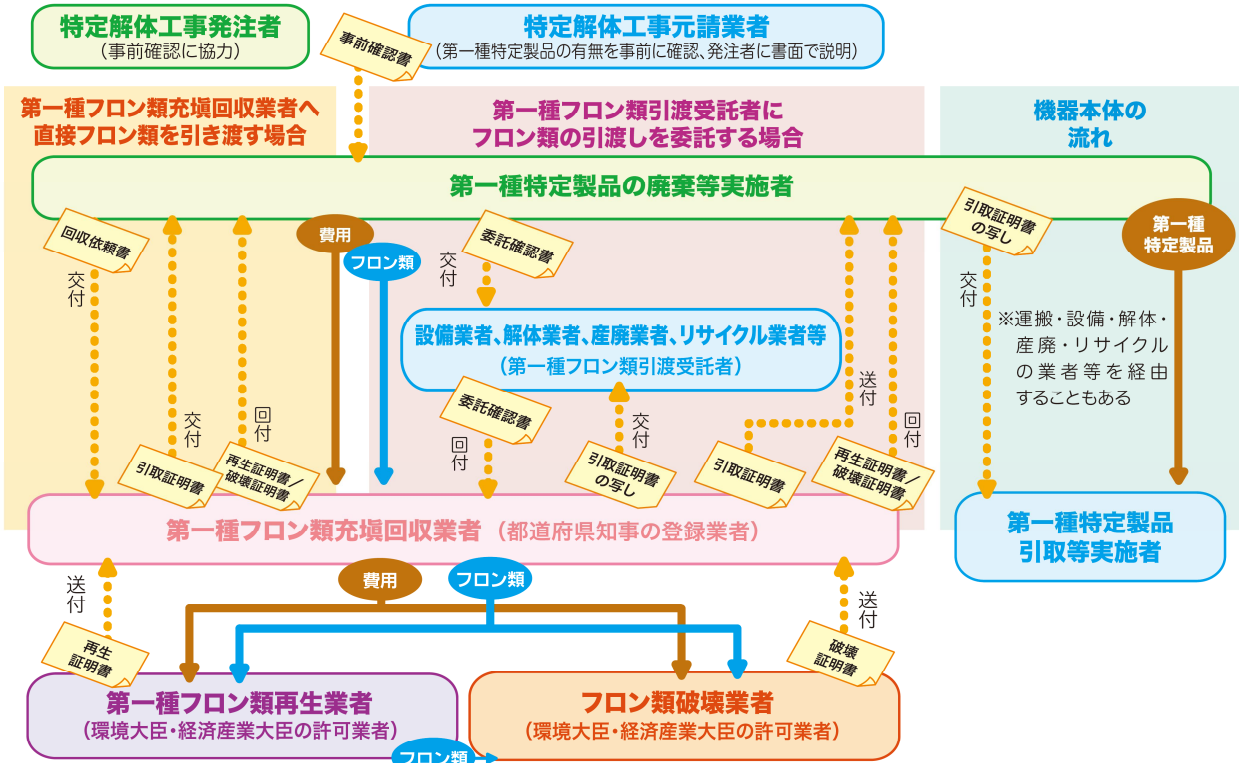 特定解体工事発注者
（事前確認に協力）
事前確認書
特定解体工事元請業者
（第一種特定製品の有無を事前に確認、発注者に書面で説明）
第一種フロン類充塡回収業者へ
直接フロン類を引き渡す場合
第一種フロン類引渡受託者に
フロン類の引渡しを委託する場合
機器本体の
流れ
第一種特定製品の廃棄等実施者
回収依頼書
交付
引取証明書
交付
再生証明書／
破壊証明書
回付
費用
フロン類
委託確認書
交付
設備業者、解体業者、産廃業者、リサイクル業者等
（第一種フロン類引渡受託者）
委託確認書
回付
引取証明書
の写し
交付
引取証明書
送付
再生証明書／
破壊証明書
回付
引取証明書
の写し
交付
第一種
特定製品
※運搬・設備・解体・
産廃・リサイクル
の業者等を経由
することもある
第一種フロン類充塡回収業者（都道府県知事の登録業者）
第一種特定製品
引取等実施者
送付
再生
証明書
費用
フロン類
送付
破壊
証明書
第一種フロン類再生業者
（環境大臣・経済産業大臣の許可業者）
フロン類破壊業者
（環境大臣・経済産業大臣の許可業者）
フロン類